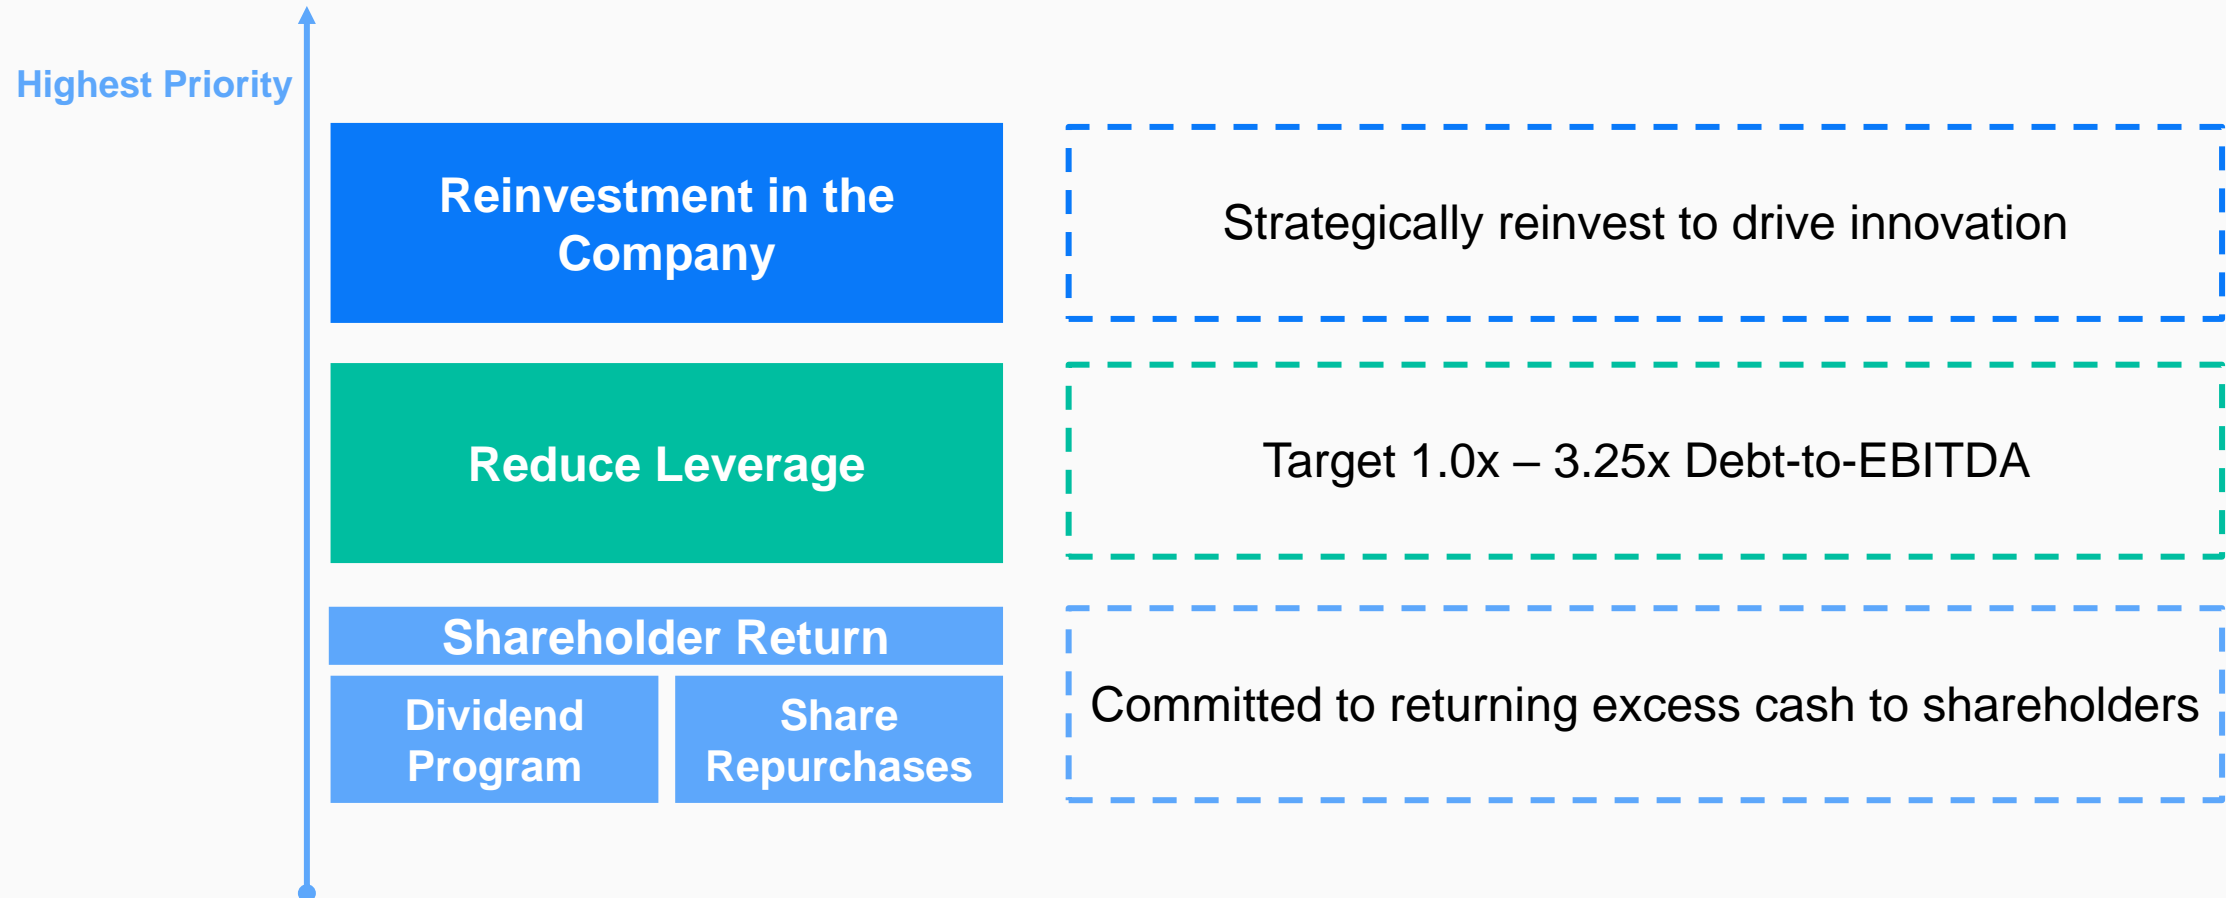 Highest Priority
Reinvestment in the
Company
Strategically reinvest to drive innovation
Reduce Leverage
Target 1.0x – 3.25x Debt-to-EBITDA
Shareholder Return
Dividend
Program
Share
Repurchases
Committed to returning excess cash to shareholders